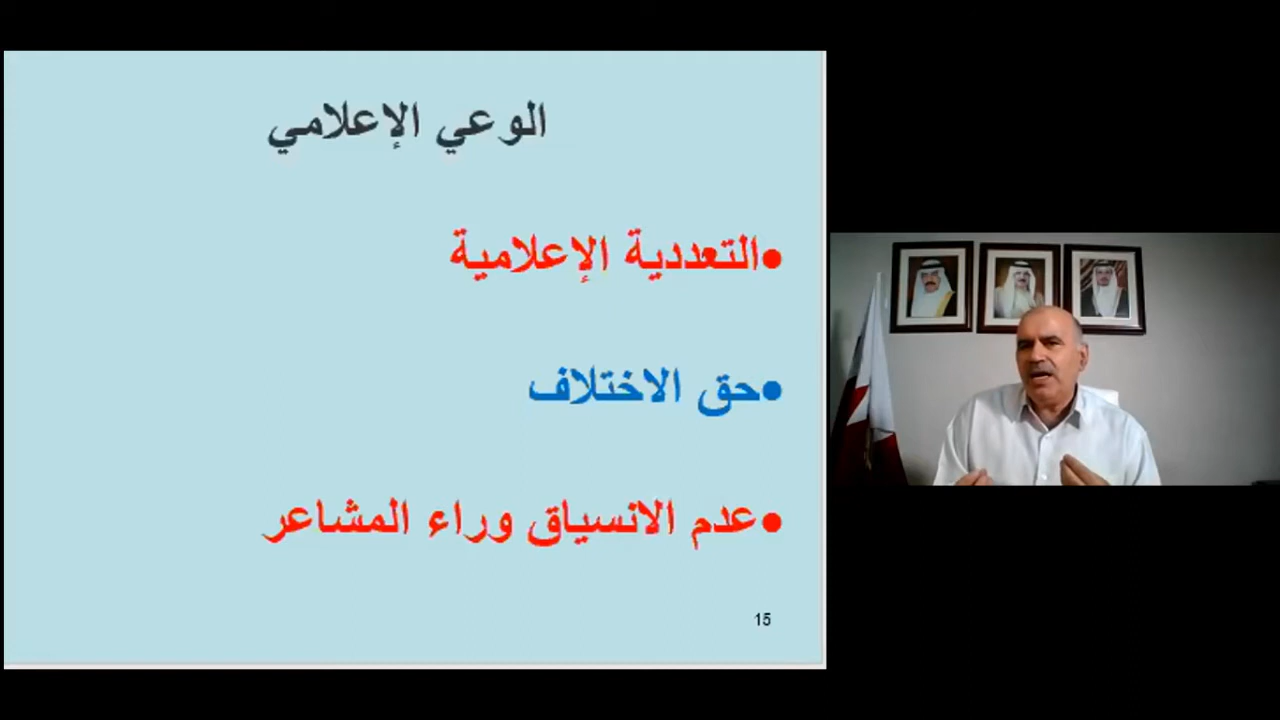 الوعي الإعلامي
•التعددية الإعلامية
•حق الاختلاف
•عدم الانسياق وراء المشاعر
15